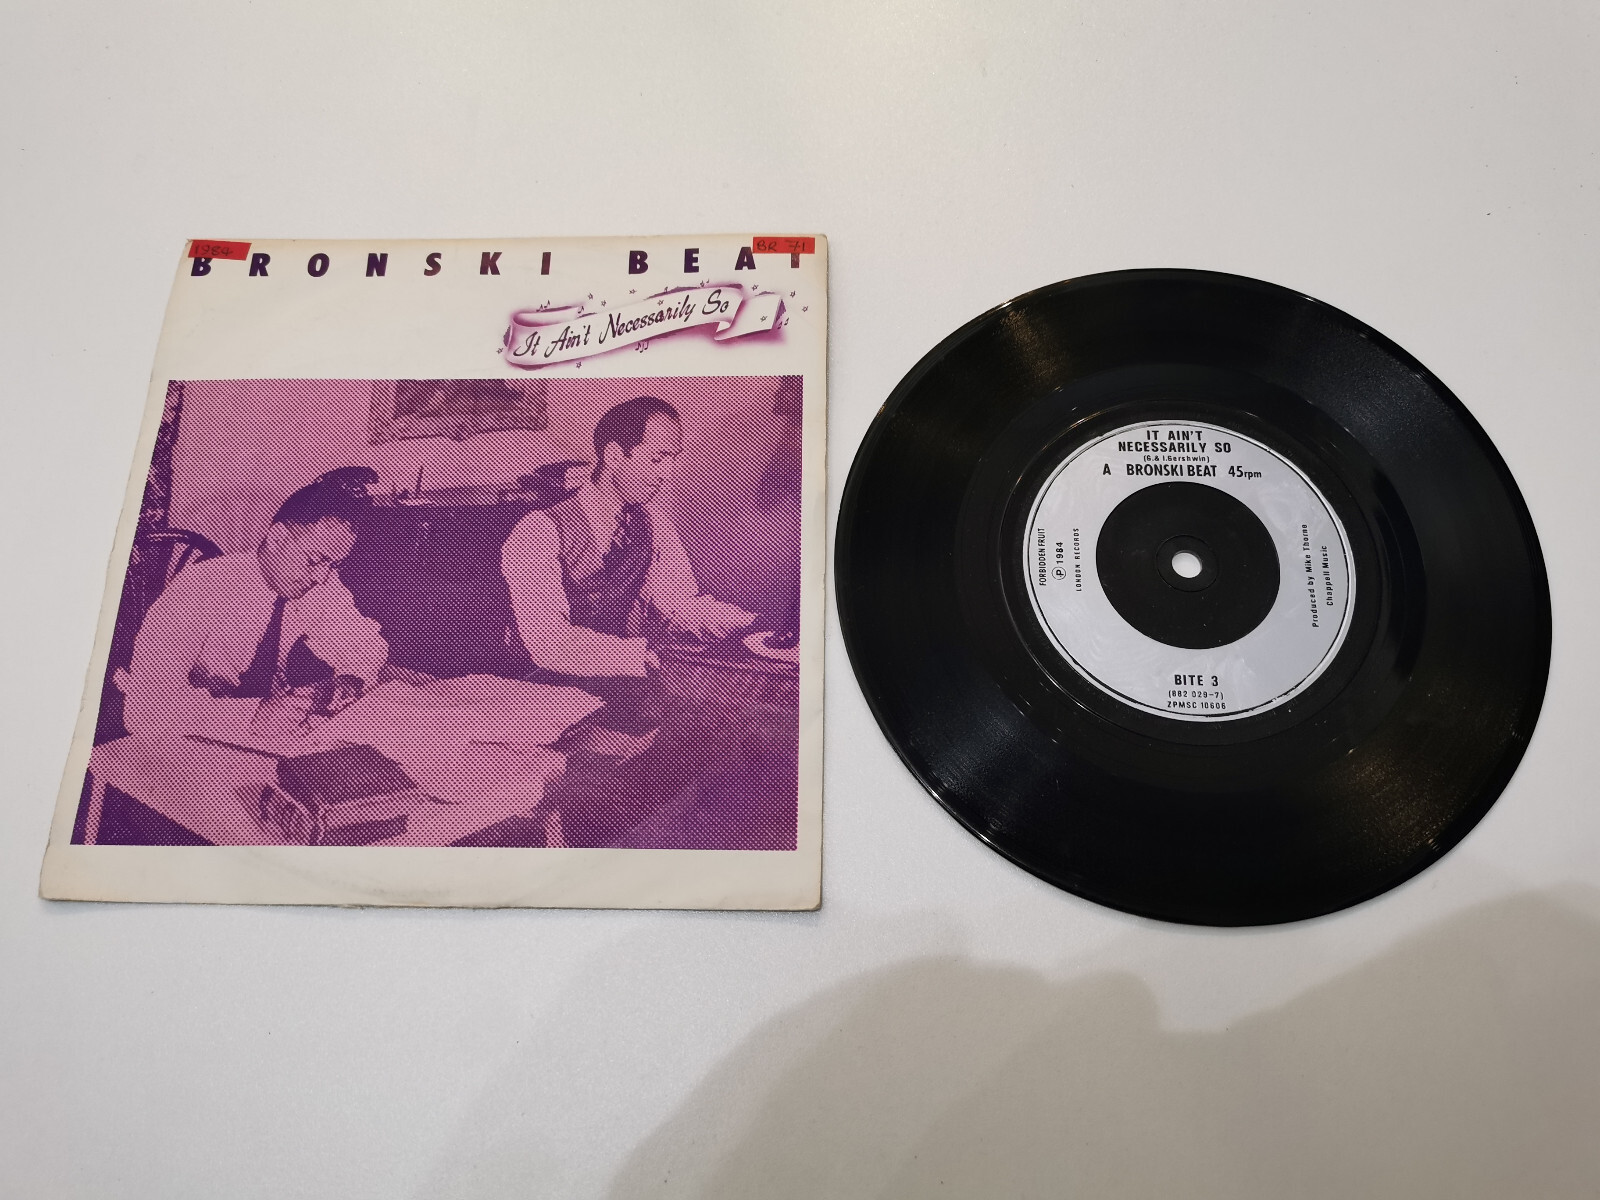 1984
BR 71
BRONSKI BEAT
It Ain't Necessarily So
IT AIN'T
NECESSARILY SO
(G.& I.Gershwin)
A BRONSKI BEAT 45rpm
FORBIDDEN FRUIT
℗ 1984
LONDON RECORDS
Produced by Mike Thorne
Chappell Music
BITE 3
(882 029-7)
ZPMSC 10606